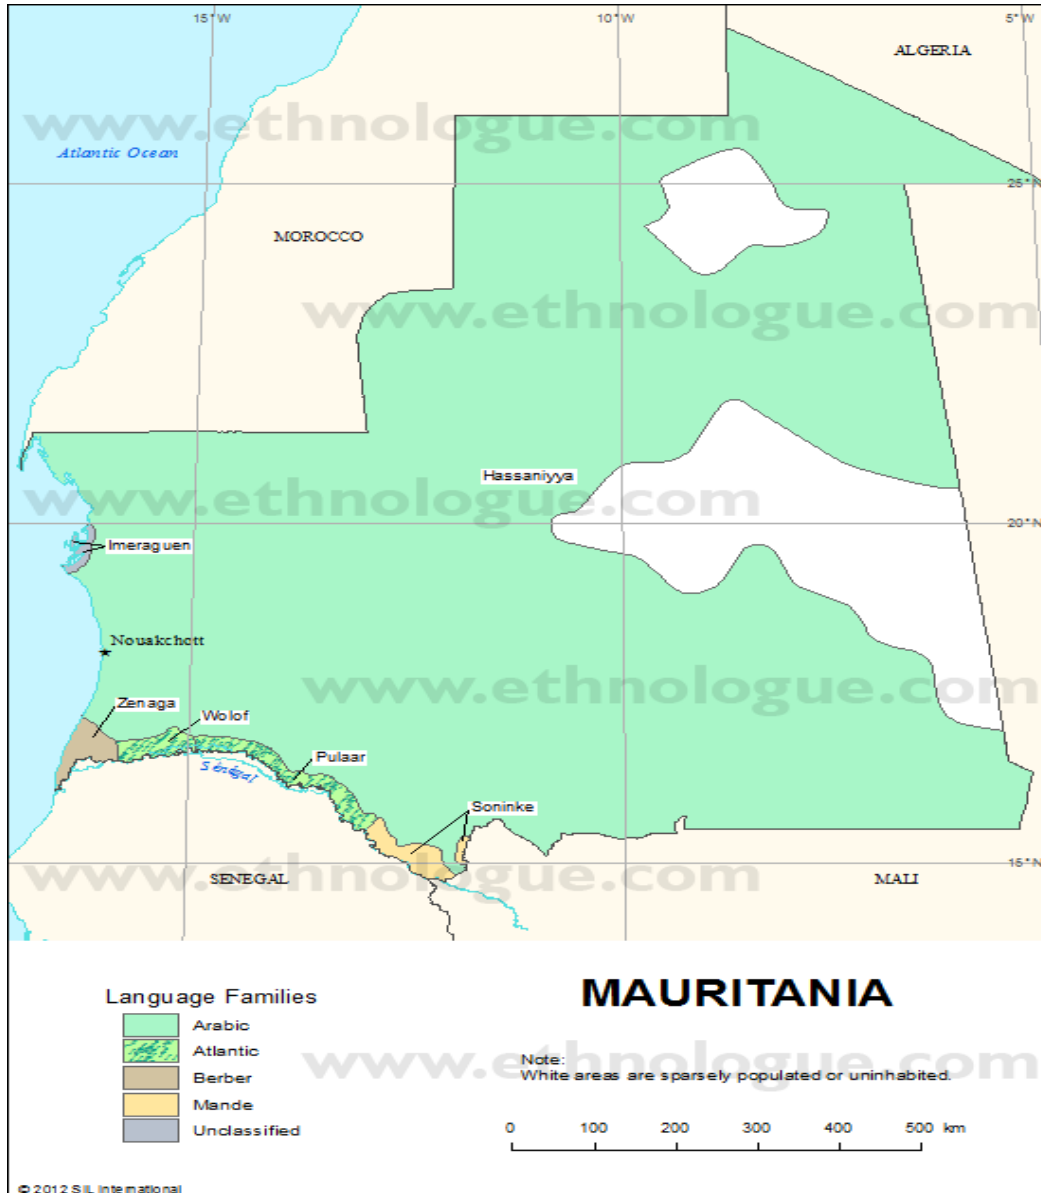 15°W
10°W
5°W
ALGERIA
www.ethnologue.com
Atlantic Ocean
25°N
MOROCCO
www.ethnologue.com
Hassaniyya
www.ethnologue.com
20°N
Imeraguen
Nouakchott
www.ethnologue.com
Zenaga
Wolof
Pulaar
Sénégal
Soninke
15°N
www.ethnologue.com
SENEGAL
MALI
Language Families
MAURITANIA
Arabic
Atlantic
www.ethnologue.com
Note:
White areas are sparsely populated or uninhabited.
Berber
Mande
Unclassified
0 100 200 300 400 500 km
© 2012 SIL International